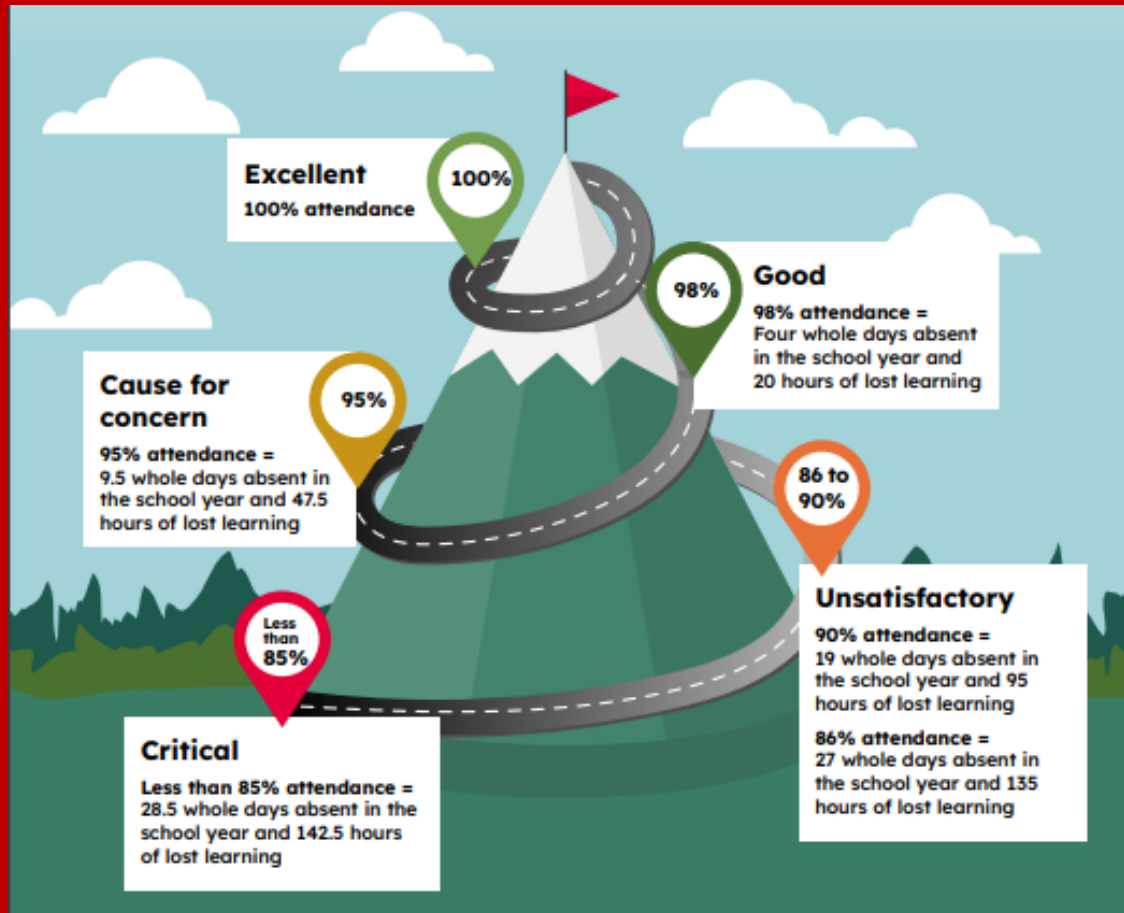 Excellent
100% attendance
100%
98%
Good
98% attendance =
Four whole days absent
in the school year and
20 hours of lost learning
Cause for
concern
95% attendance =
9.5 whole days absent in
the school year and 47.5
hours of lost learning
95%
86 to
90%
Unsatisfactory
90% attendance =
19 whole days absent in
the school year and 95
hours of lost learning
86% attendance =
27 whole days absent in
the school year and 135
hours of lost learning
Less
than
85%
Critical
Less than 85% attendance =
28.5 whole days absent in the
school year and 142.5 hours
of lost learning